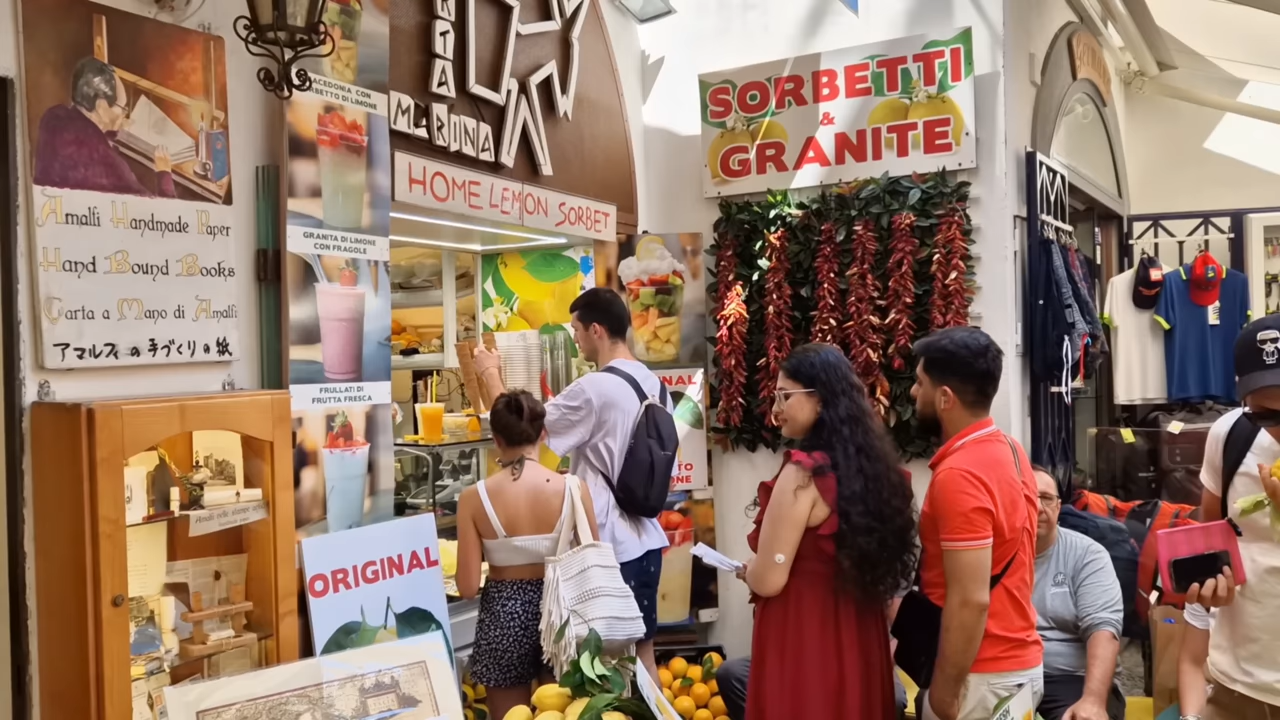 Amalfi Handmade Paper
Hand Bound Books
Carta a Mano di Amalfi
アマルフィの手づくりの紙
MACEDONIA CON
SORBETTO DI LIMONE
GRANITA DI LIMONE
CON FRAGOLE
FRULLATI DI
FRUTTA FRESCA
MARINA
HOME LEMON SORBET
SORBETTI
&
GRANITE
ORIGINAL